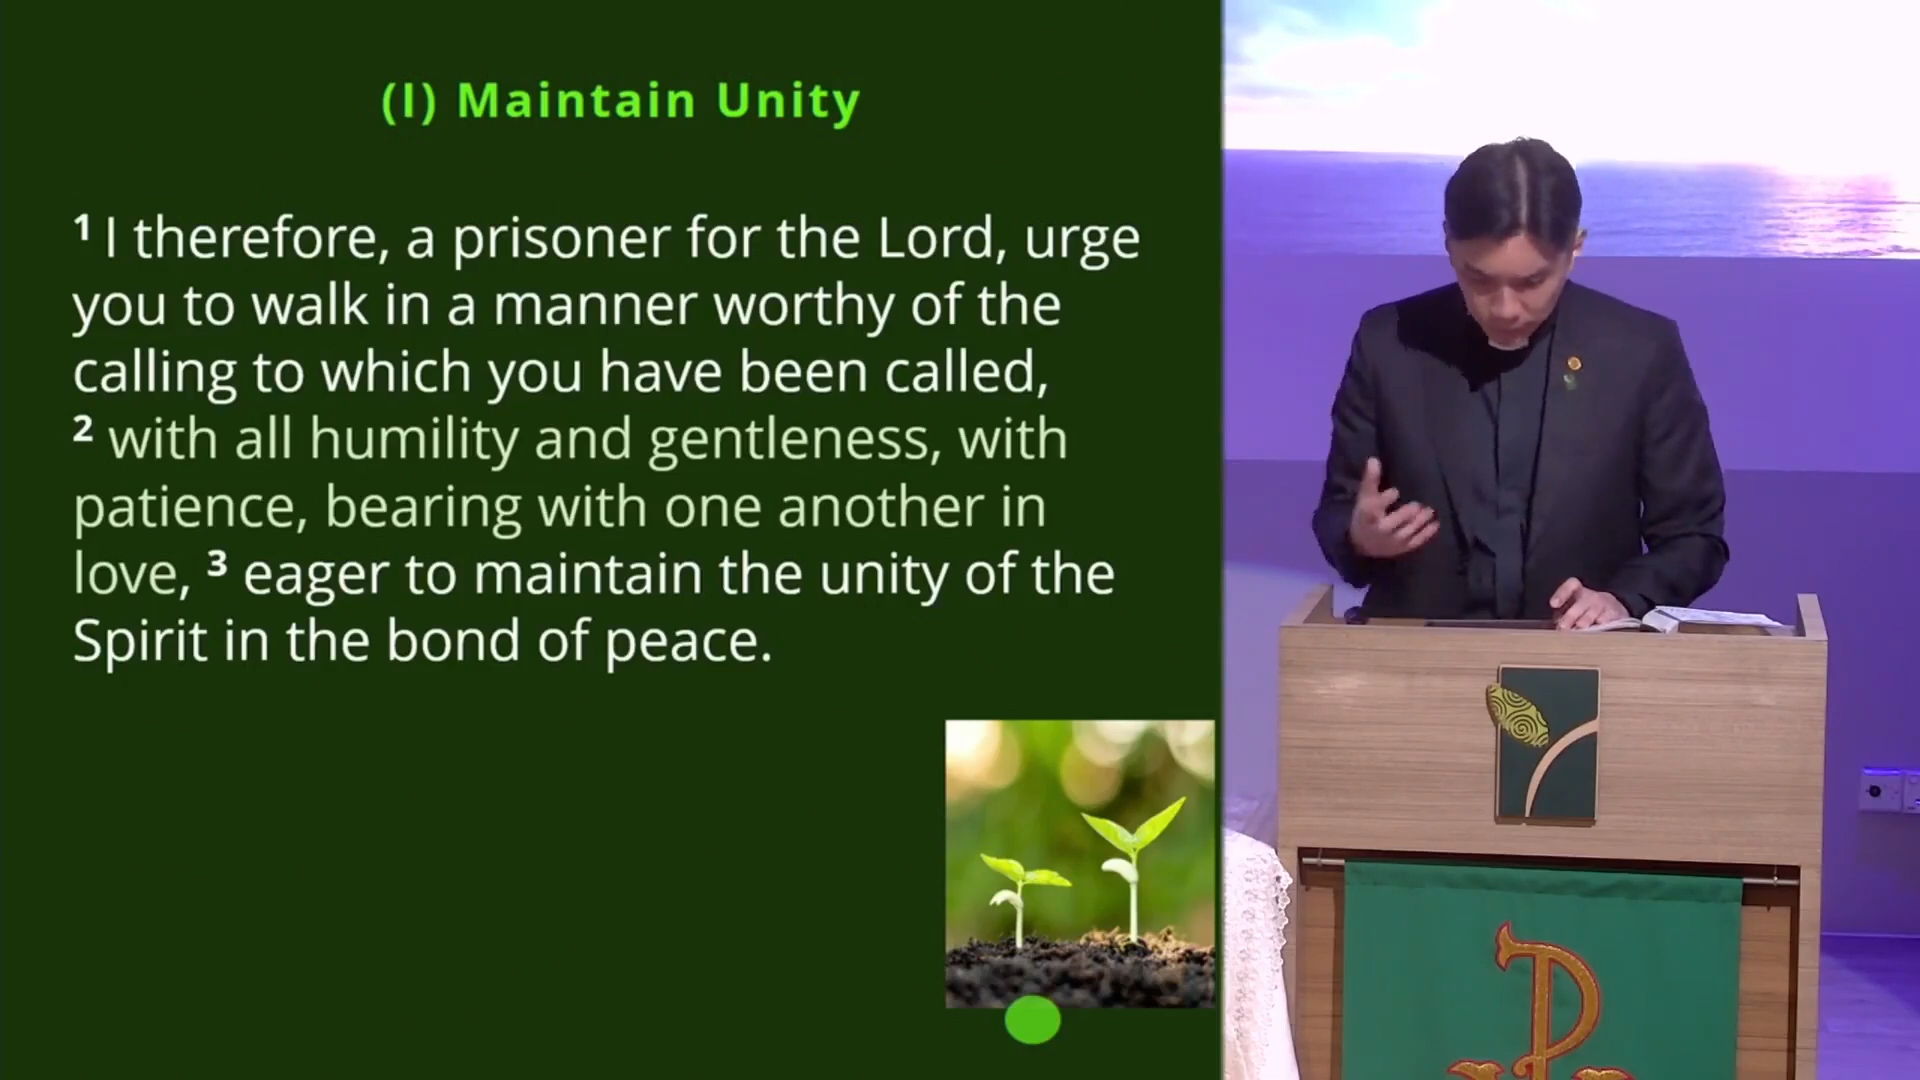 (I) Maintain Unity
1 I therefore, a prisoner for the Lord, urge
you to walk in a manner worthy of the
calling to which you have been called,
2 with all humility and gentleness, with
patience, bearing with one another in
love, 3 eager to maintain the unity of the
Spirit in the bond of peace.